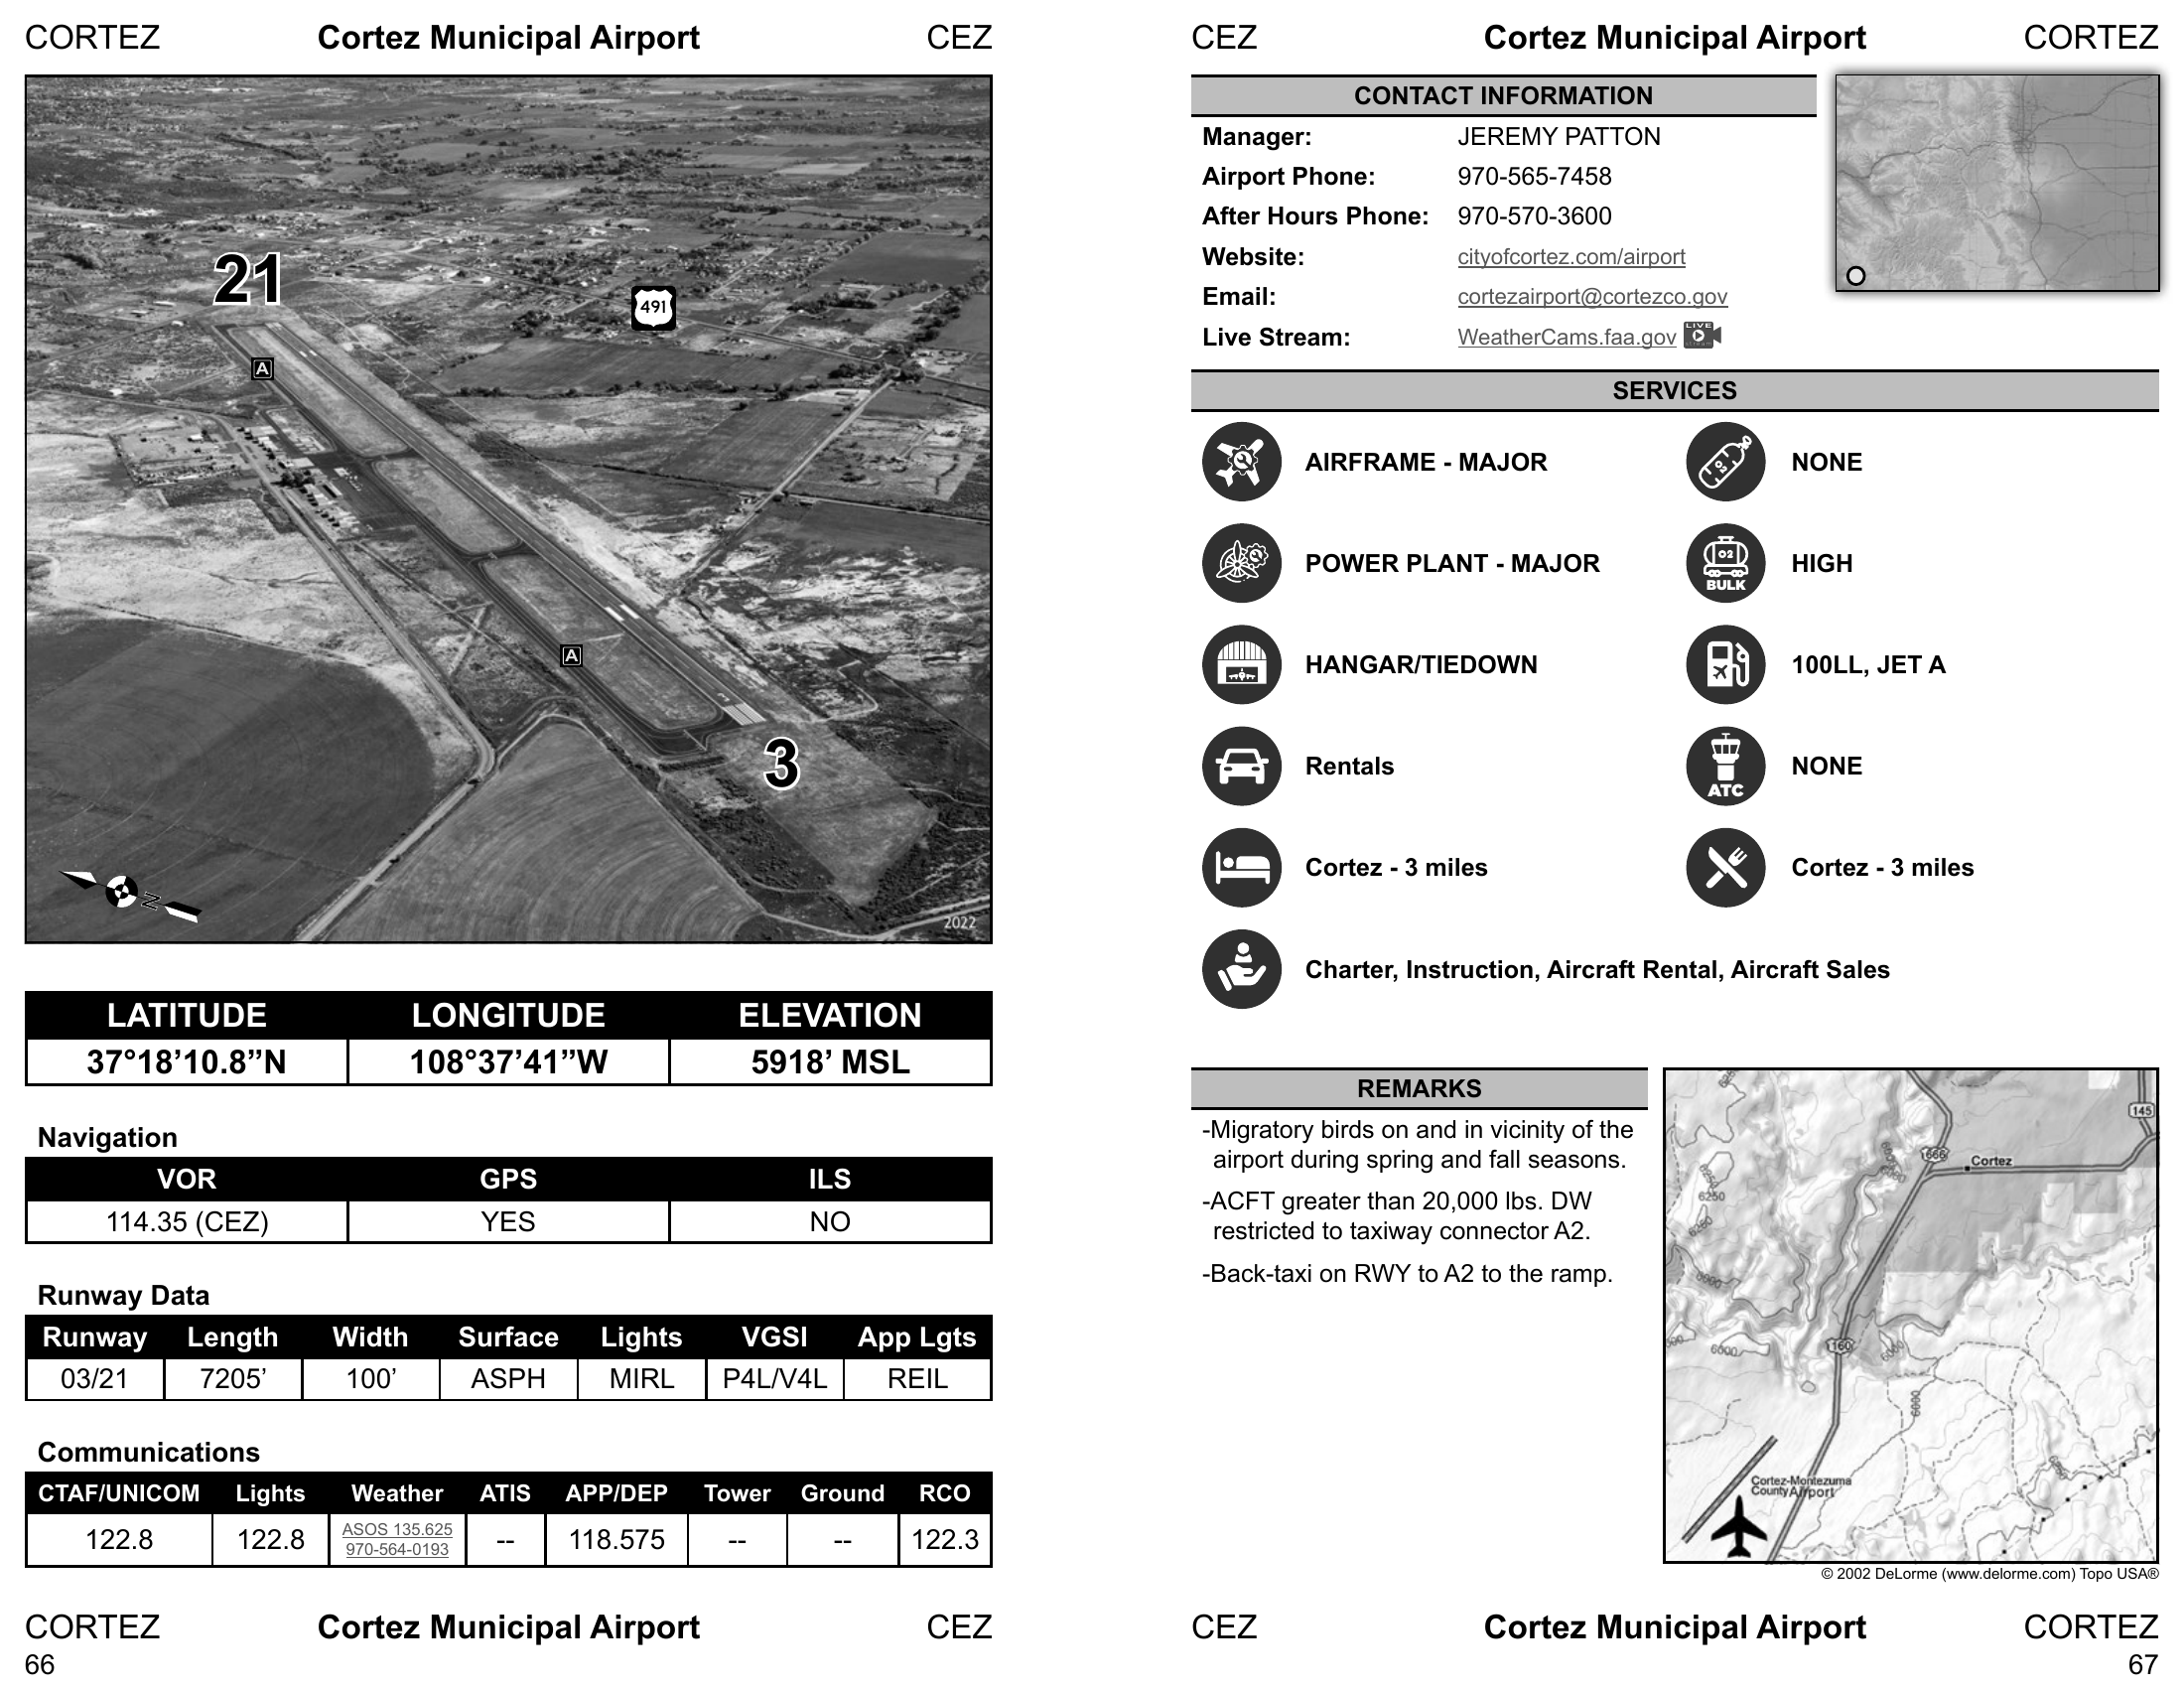 CORTEZ Cortez Municipal Airport CEZ
21
491
A
A
3
N
2022
LATITUDE LONGITUDE ELEVATION
37°18’10.8”N 108°37’41”W 5918’ MSL
Navigation
VOR GPS ILS
114.35 (CEZ) YES NO
Runway Data
Runway Length Width Surface Lights VGSI App Lgts
03/21 7205’ 100’ ASPH MIRL P4L/V4L REIL
Communications
CTAF/UNICOM Lights Weather ATIS APP/DEP Tower Ground RCO
122.8 122.8 ASOS 135.625 970-564-0193 -- 118.575 -- -- 122.3
CORTEZ Cortez Municipal Airport CEZ
66
CEZ Cortez Municipal Airport CORTEZ
CONTACT INFORMATION
Manager: JEREMY PATTON
Airport Phone: 970-565-7458
After Hours Phone: 970-570-3600
Website: cityofcortez.com/airport
Email: cortezairport@cortezco.gov
Live Stream: WeatherCams.faa.gov LIVE
SERVICES
AIRFRAME - MAJOR O2 NONE
POWER PLANT - MAJOR O2 BULK HIGH
HANGAR/TIEDOWN 100LL, JET A
Rentals ATC NONE
Cortez - 3 miles Cortez - 3 miles
Charter, Instruction, Aircraft Rental, Aircraft Sales
REMARKS
-Migratory birds on and in vicinity of the
airport during spring and fall seasons.
-ACFT greater than 20,000 lbs. DW
restricted to taxiway connector A2.
-Back-taxi on RWY to A2 to the ramp.
145
666
Cortez
6250
6250
6000
160
6000
6000
6000
Cortez-Montezuma
County Airport
© 2002 DeLorme (www.delorme.com) Topo USA®
CEZ Cortez Municipal Airport CORTEZ
67